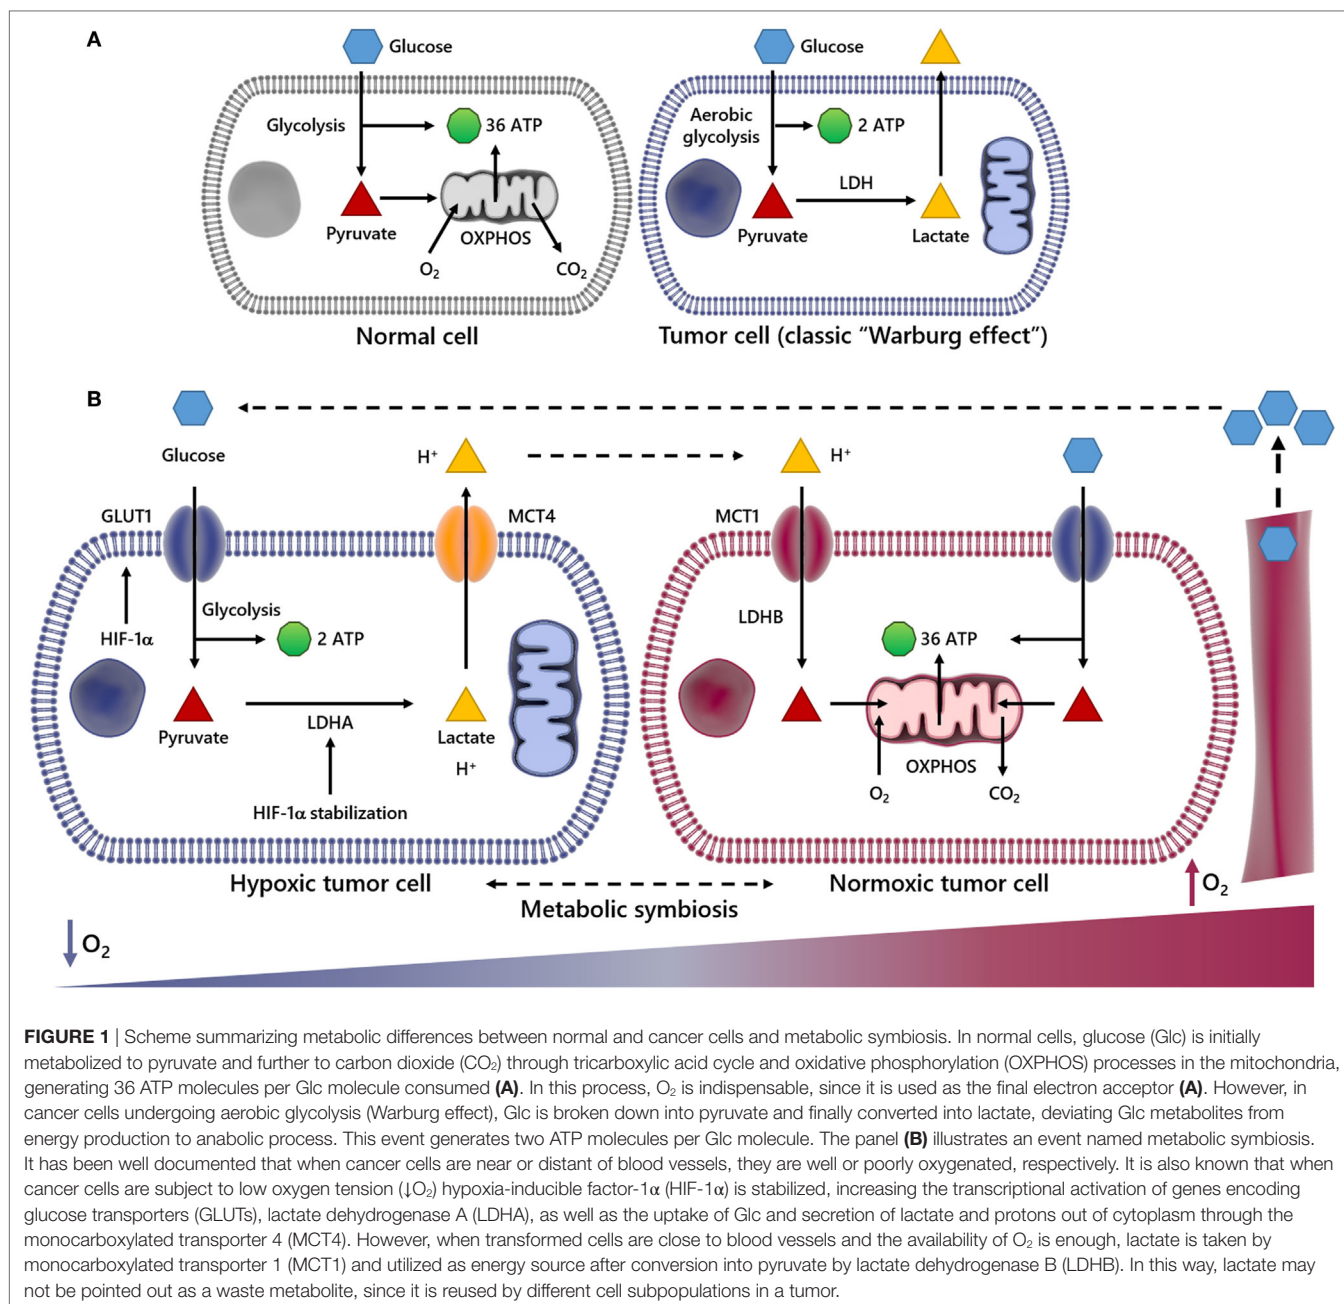 A
Glucose
Glycolysis
36 ATP
Pyruvate
OXPHOS
O₂
CO₂
Normal cell
Glucose
Aerobic
glycolysis
2 ATP
LDH
Pyruvate
Lactate
Tumor cell (classic “Warburg effect”)
B
Glucose
H⁺
H⁺
GLUT1
MCT4
MCT1
Glycolysis
HIF-1α
2 ATP
LDHA
Pyruvate
Lactate
H⁺
HIF-1α stabilization
Hypoxic tumor cell
LDHB
36 ATP
OXPHOS
O₂
CO₂
Normoxic tumor cell
Metabolic symbiosis
↑O₂
↓O₂
FIGURE 1 | Scheme summarizing metabolic differences between normal and cancer cells and metabolic symbiosis. In normal cells, glucose (Glc) is initially
metabolized to pyruvate and further to carbon dioxide (CO₂) through tricarboxylic acid cycle and oxidative phosphorylation (OXPHOS) processes in the mitochondria,
generating 36 ATP molecules per Glc molecule consumed (A). In this process, O₂ is indispensable, since it is used as the final electron acceptor (A). However, in
cancer cells undergoing aerobic glycolysis (Warburg effect), Glc is broken down into pyruvate and finally converted into lactate, deviating Glc metabolites from
energy production to anabolic process. This event generates two ATP molecules per Glc molecule. The panel (B) illustrates an event named metabolic symbiosis.
It has been well documented that when cancer cells are near or distant of blood vessels, they are well or poorly oxygenated, respectively. It is also known that when
cancer cells are subject to low oxygen tension (↓O₂) hypoxia-inducible factor-1α (HIF-1α) is stabilized, increasing the transcriptional activation of genes encoding
glucose transporters (GLUTs), lactate dehydrogenase A (LDHA), as well as the uptake of Glc and secretion of lactate and protons out of cytoplasm through the
monocarboxylated transporter 4 (MCT4). However, when transformed cells are close to blood vessels and the availability of O₂ is enough, lactate is taken by
monocarboxylated transporter 1 (MCT1) and utilized as energy source after conversion into pyruvate by lactate dehydrogenase B (LDHB). In this way, lactate may
not be pointed out as a waste metabolite, since it is reused by different cell subpopulations in a tumor.